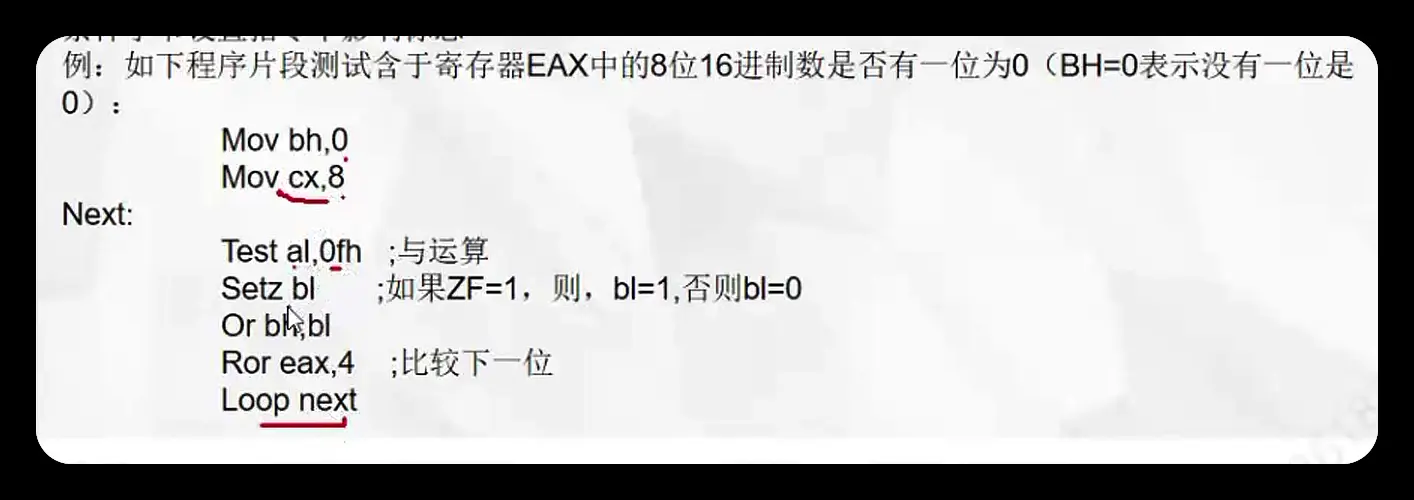 例：如下程序片段测试含于寄存器EAX中的8位16进制数是否有一位为0（BH=0表示没有一位是
0）：
Mov bh,0
Mov cx,8
Next:
Test al,0fh ;与运算
Setz bl ;如果ZF=1，则，bl=1,否则bl=0
Or bh,bl
Ror eax,4 ;比较下一位
Loop next